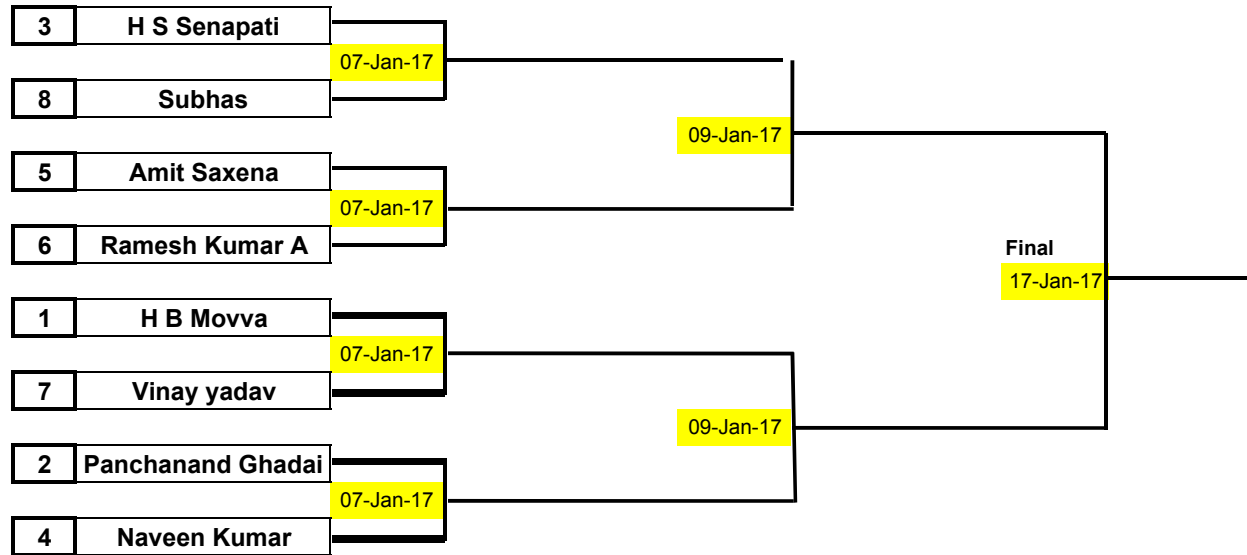 3 H S Senapati
07-Jan-17
8 Subhas
09-Jan-17
5 Amit Saxena
07-Jan-17
6 Ramesh Kumar A
Final
17-Jan-17
1 H B Movva
07-Jan-17
7 Vinay yadav
09-Jan-17
2 Panchanand Ghadai
07-Jan-17
4 Naveen Kumar